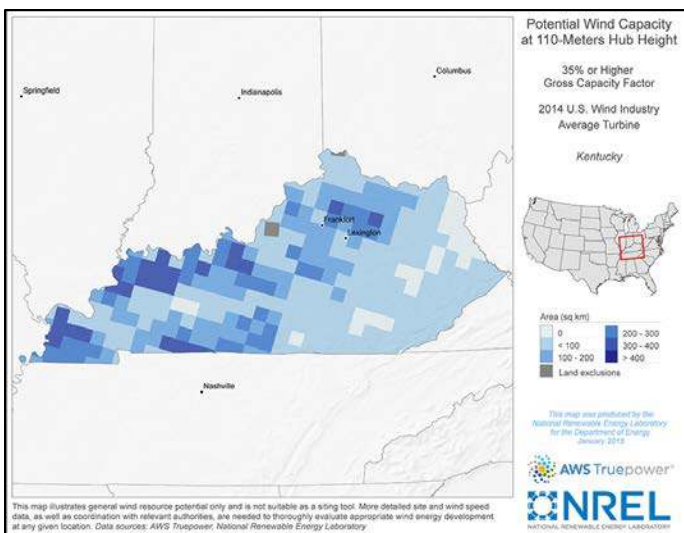 Potential Wind Capacity
at 110-Meters Hub Height
35% or Higher
Gross Capacity Factor
2014 U.S. Wind Industry
Average Turbine
Kentucky
Columbus
Springfield
Indianapolis
Frankfort
Lexington
Nashville
Area (sq km)
0
< 100
100 - 200
200 - 300
300 - 400
> 400
Land exclusions
This map was produced by the
National Renewable Energy Laboratory
for the Department of Energy
January 2015
AWS Truepower®
NREL
NATIONAL RENEWABLE ENERGY LABORATORY
This map illustrates general wind resource potential only and is not suitable as a siting tool. More detailed site and wind speed
data, as well as coordination with relevant authorities, are needed to thoroughly evaluate appropriate wind energy development
at any given location. Data sources: AWS Truepower, National Renewable Energy Laboratory